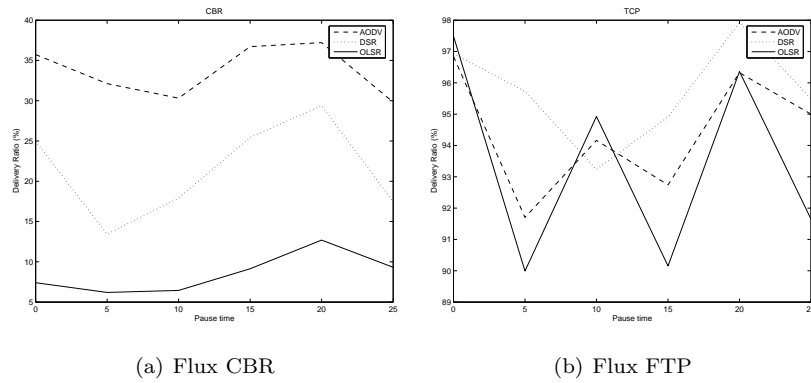 CBR
AODV
DSR
OLSR
40
35
30
25
20
15
10
5
Delivery Ratio (%)
0 5 10 15 20 25
Pause time
(a) Flux CBR
TCP
AODV
DSR
OLSR
98
97
96
95
94
93
92
91
90
89
Delivery Ratio (%)
0 5 10 15 20 25
Pause time
(b) Flux FTP